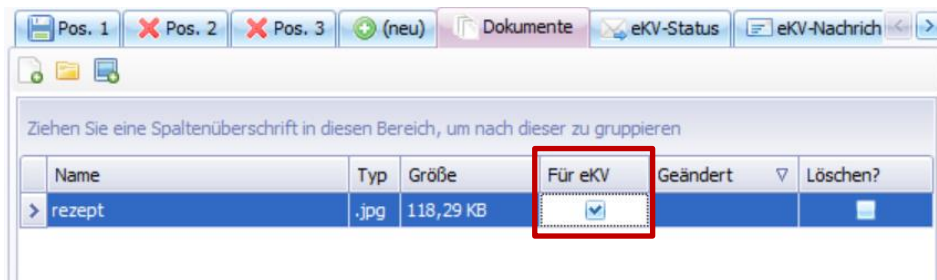 Pos. 1 Pos. 2 Pos. 3 (neu) Dokumente eKV-Status eKV-Nachrich
Ziehen Sie eine Spaltenüberschrift in diesen Bereich, um nach dieser zu gruppieren
Name Typ Größe Für eKV Geändert Löschen?
rezept .jpg 118,29 KB